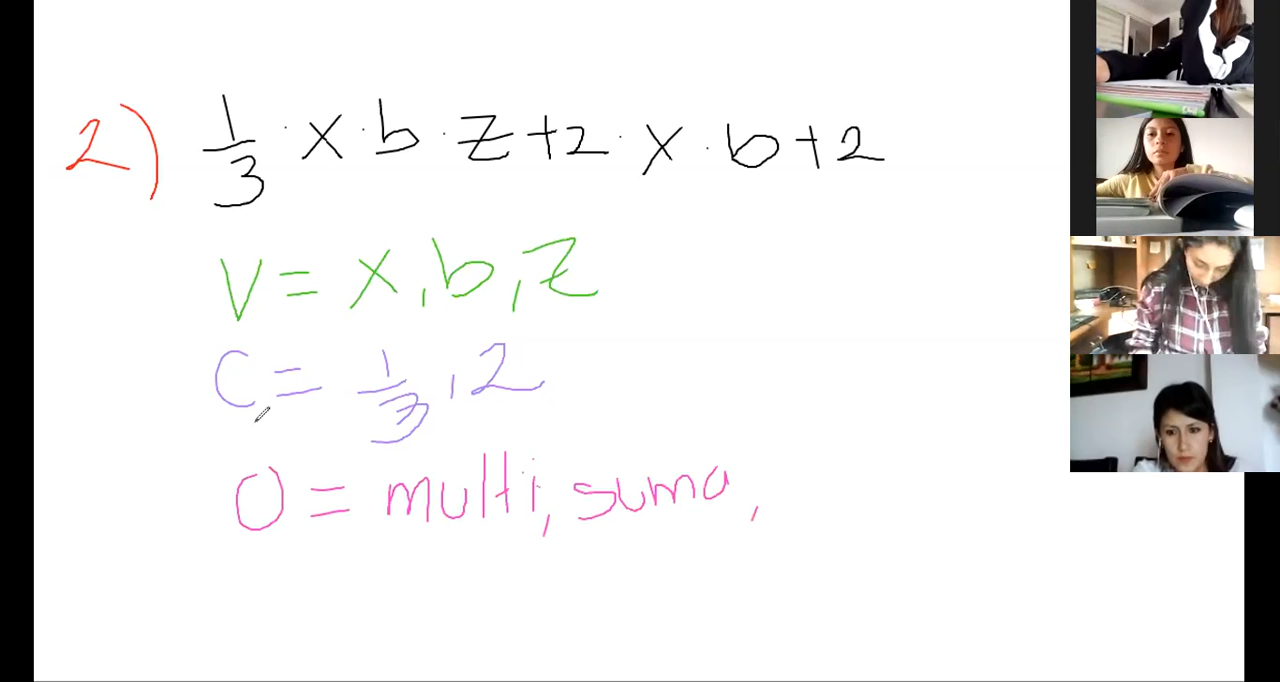 2) 1/3 · x · b · z + 2 · x · b + 2
V = x, b, z
C = 1/3, 2
O = multi, suma,